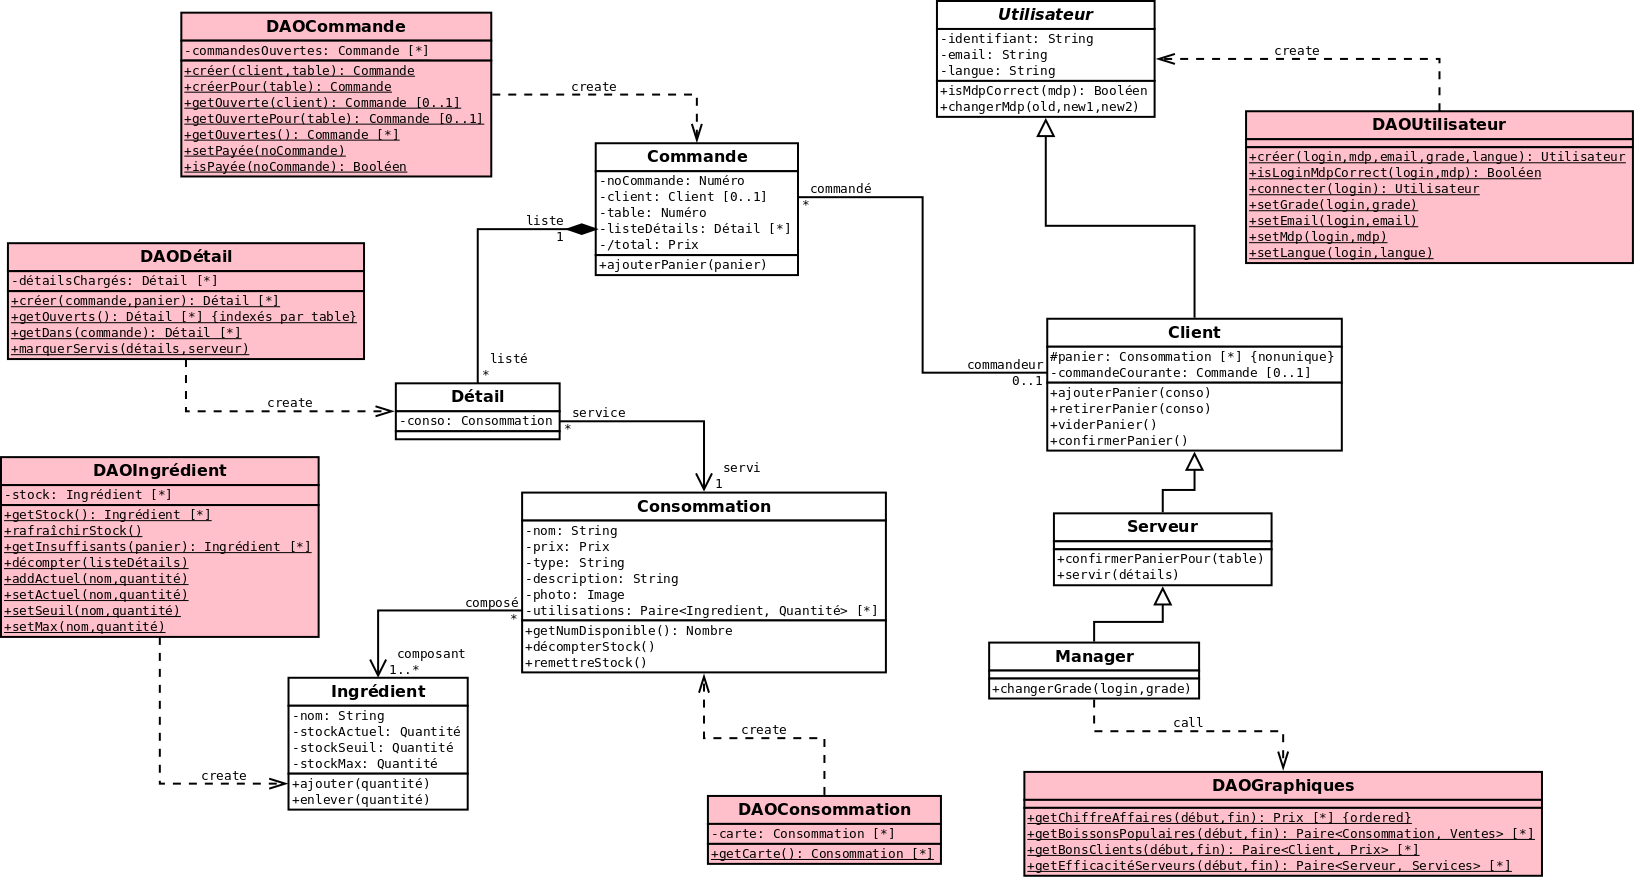 DAOCommande
-commandesOuvertes: Commande [*]
+créer(client,table): Commande
+créerPour(table): Commande
+getOuverte(client): Commande [0..1]
+getOuvertePour(table): Commande [0..1]
+getOuvertes(): Commande [*]
+setPayée(noCommande)
+isPayée(noCommande): Booléen
create
Utilisateur
-identifiant: String
-email: String
-langue: String
+isMdpCorrect(mdp): Booléen
+changerMdp(old,new1,new2)
create
DAOUtilisateur
+créer(login,mdp,email,grade,langue): Utilisateur
+isLoginMdpCorrect(login,mdp): Booléen
+connecter(login): Utilisateur
+setGrade(login,grade)
+setEmail(login,email)
+setMdp(login,mdp)
+setLangue(login,langue)
Commande
-noCommande: Numéro
-client: Client [0..1]
-table: Numéro
-listeDétails: Détail [*]
-/total: Prix
+ajouterPanier(panier)
commandé
*
liste
1
DAODétail
-détailsChargés: Détail [*]
+créer(commande,panier): Détail [*]
+getOuverts(): Détail [*] {indexés par table}
+getDans(commande): Détail [*]
+marquerServis(détails,serveur)
create
listé
*
commandeur
0..1
Client
#panier: Consommation [*] {nonunique}
-commandeCourante: Commande [0..1]
+ajouterPanier(conso)
+retirerPanier(conso)
+viderPanier()
+confirmerPanier()
Détail
-conso: Consommation
service
*
servi
1
DAOIngrédient
-stock: Ingrédient [*]
+getStock(): Ingrédient [*]
+rafraîchirStock()
+getInsuffisants(panier): Ingrédient [*]
+décompter(listeDétails)
+addActuel(nom,quantité)
+setActuel(nom,quantité)
+setSeuil(nom,quantité)
+setMax(nom,quantité)
create
Consommation
-nom: String
-prix: Prix
-type: String
-description: String
-photo: Image
-utilisations: Paire<Ingredient, Quantité> [*]
+getNumDisponible(): Nombre
+décompterStock()
+remettreStock()
composé
*
composant
1..*
Serveur
+confirmerPanierPour(table)
+servir(détails)
Manager
+changerGrade(login,grade)
Ingrédient
-nom: String
-stockActuel: Quantité
-stockSeuil: Quantité
-stockMax: Quantité
+ajouter(quantité)
+enlever(quantité)
create
call
DAOConsommation
-carte: Consommation [*]
+getCarte(): Consommation [*]
DAOGraphiques
+getChiffreAffaires(début,fin): Prix [*] {ordered}
+getBoissonsPopulaires(début,fin): Paire<Consommation, Ventes> [*]
+getBonsClients(début,fin): Paire<Client, Prix> [*]
+getEfficacitéServeurs(début,fin): Paire<Serveur, Services> [*]